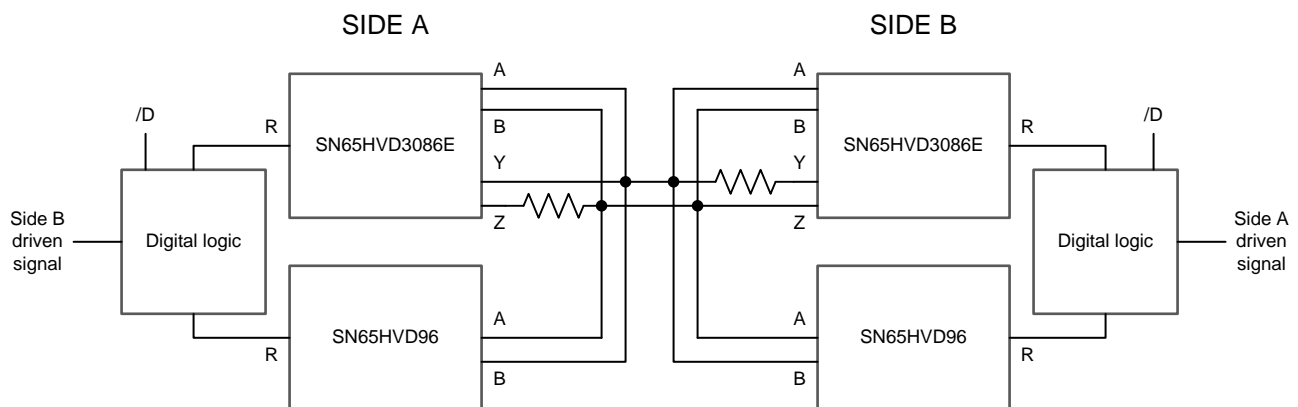 SIDE A
SIDE B
A
A
/D
/D
R
SN65HVD3086E
B
B
SN65HVD3086E
R
Y
Y
Z
Z
Side B
driven
signal
Digital logic
Digital logic
Side A
driven
signal
A
A
R
SN65HVD96
SN65HVD96
R
B
B